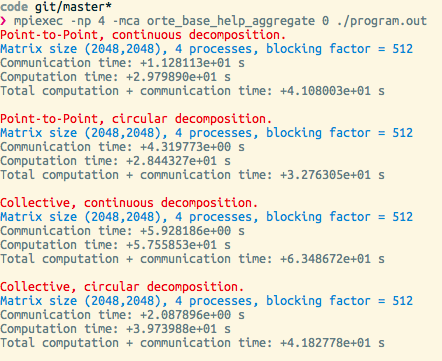 code git/master*
❯ mpiexec -np 4 -mca orte_base_help_aggregate 0 ./program.out
Point-to-Point, continuous decomposition.
Matrix size (2048,2048), 4 processes, blocking factor = 512
Communication time: +1.128113e+01 s
Computation time: +2.979890e+01 s
Total computation + communication time: +4.108003e+01 s
Point-to-Point, circular decomposition.
Matrix size (2048,2048), 4 processes, blocking factor = 512
Communication time: +4.319773e+00 s
Computation time: +2.844327e+01 s
Total computation + communication time: +3.276305e+01 s
Collective, continuous decomposition.
Matrix size (2048,2048), 4 processes, blocking factor = 512
Communication time: +5.928186e+00 s
Computation time: +5.755853e+01 s
Total computation + communication time: +6.348672e+01 s
Collective, circular decomposition.
Matrix size (2048,2048), 4 processes, blocking factor = 512
Communication time: +2.087896e+00 s
Computation time: +3.973988e+01 s
Total computation + communication time: +4.182778e+01 s